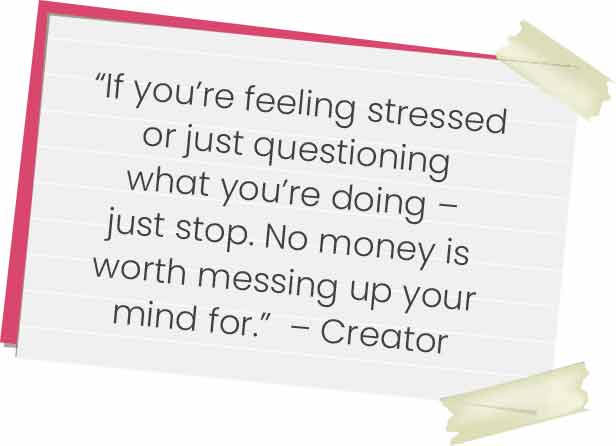 “If you’re feeling stressed
or just questioning
what you’re doing –
just stop. No money is
worth messing up your
mind for.”  – Creator